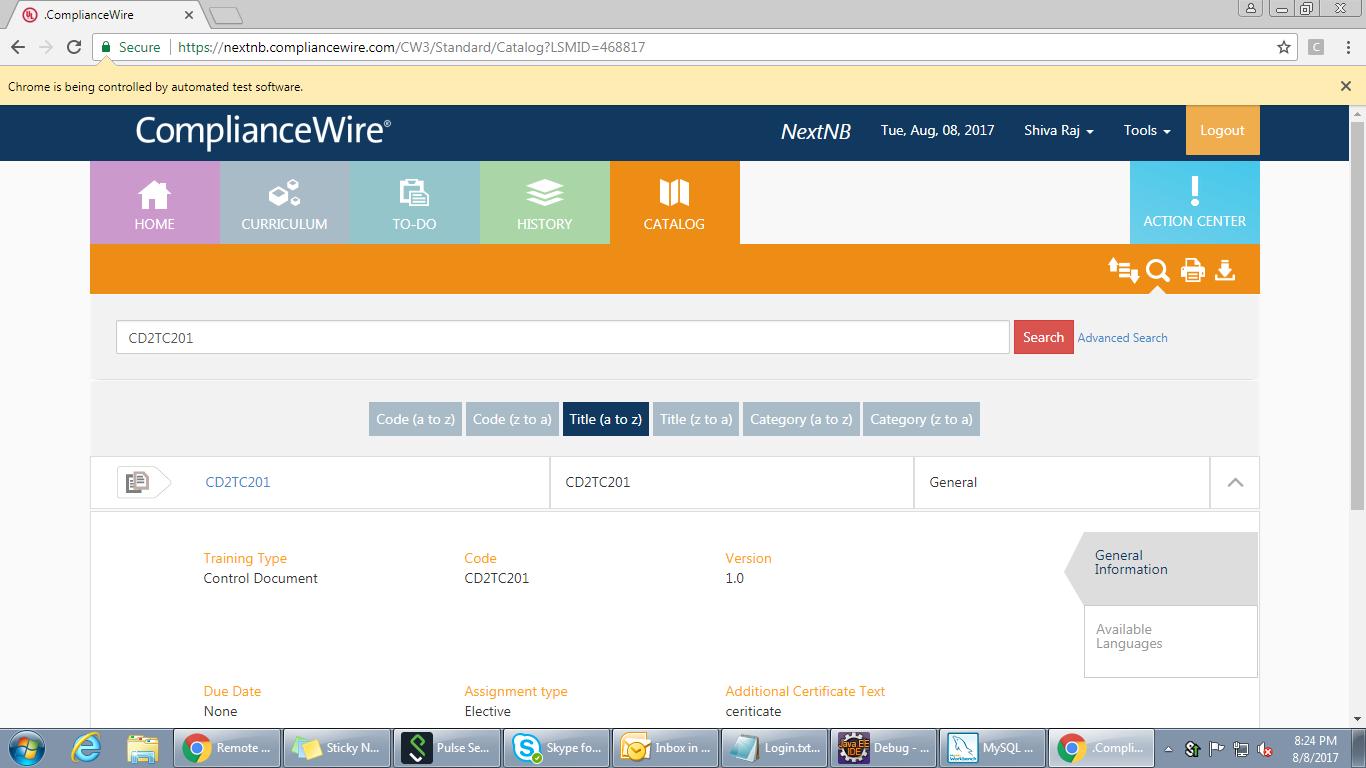 .ComplianceWire
Secure https://nextnb.compliancewire.com/CW3/Standard/Catalog?LSMID=468817
Chrome is being controlled by automated test software.
ComplianceWire® NextNB Tue, Aug, 08, 2017 Shiva Raj Tools Logout
HOME CURRICULUM TO-DO HISTORY CATALOG ACTION CENTER
CD2TC201 Search Advanced Search
Code (a to z) Code (z to a) Title (a to z) Title (z to a) Category (a to z) Category (z to a)
CD2TC201 CD2TC201 General
Training Type Code Version
Control Document CD2TC201 1.0
General
Information
Available
Languages
Due Date Assignment type Additional Certificate Text
None Elective ceriticate
Remote ... Sticky N... Pulse Se... Skype fo... Inbox in ... Login.txt... Debug - ... MySQL ... .Compli... 8:24 PM
8/8/2017